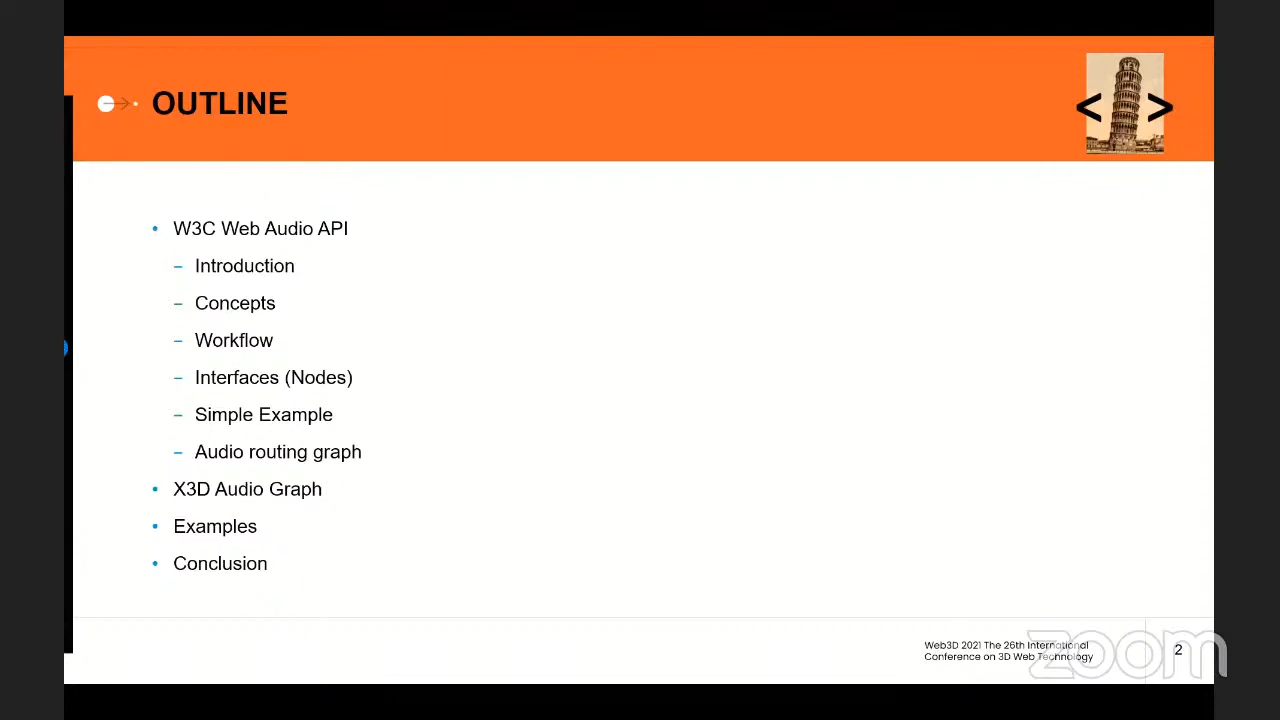 OUTLINE
< >
• W3C Web Audio API
– Introduction
– Concepts
– Workflow
– Interfaces (Nodes)
– Simple Example
– Audio routing graph
• X3D Audio Graph
• Examples
• Conclusion
Web3D 2021 The 26th International
Conference on 3D Web Technology
2
zoom